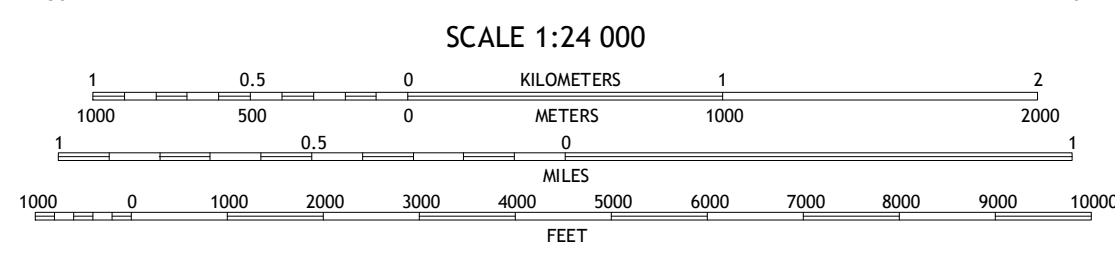 SCALE 1:24 000
1 0.5 0 KILOMETERS 1 2
1000 500 0 METERS 1000 2000
1 0.5 0 1
MILES
1000 0 1000 2000 3000 4000 5000 6000 7000 8000 9000 10000
FEET